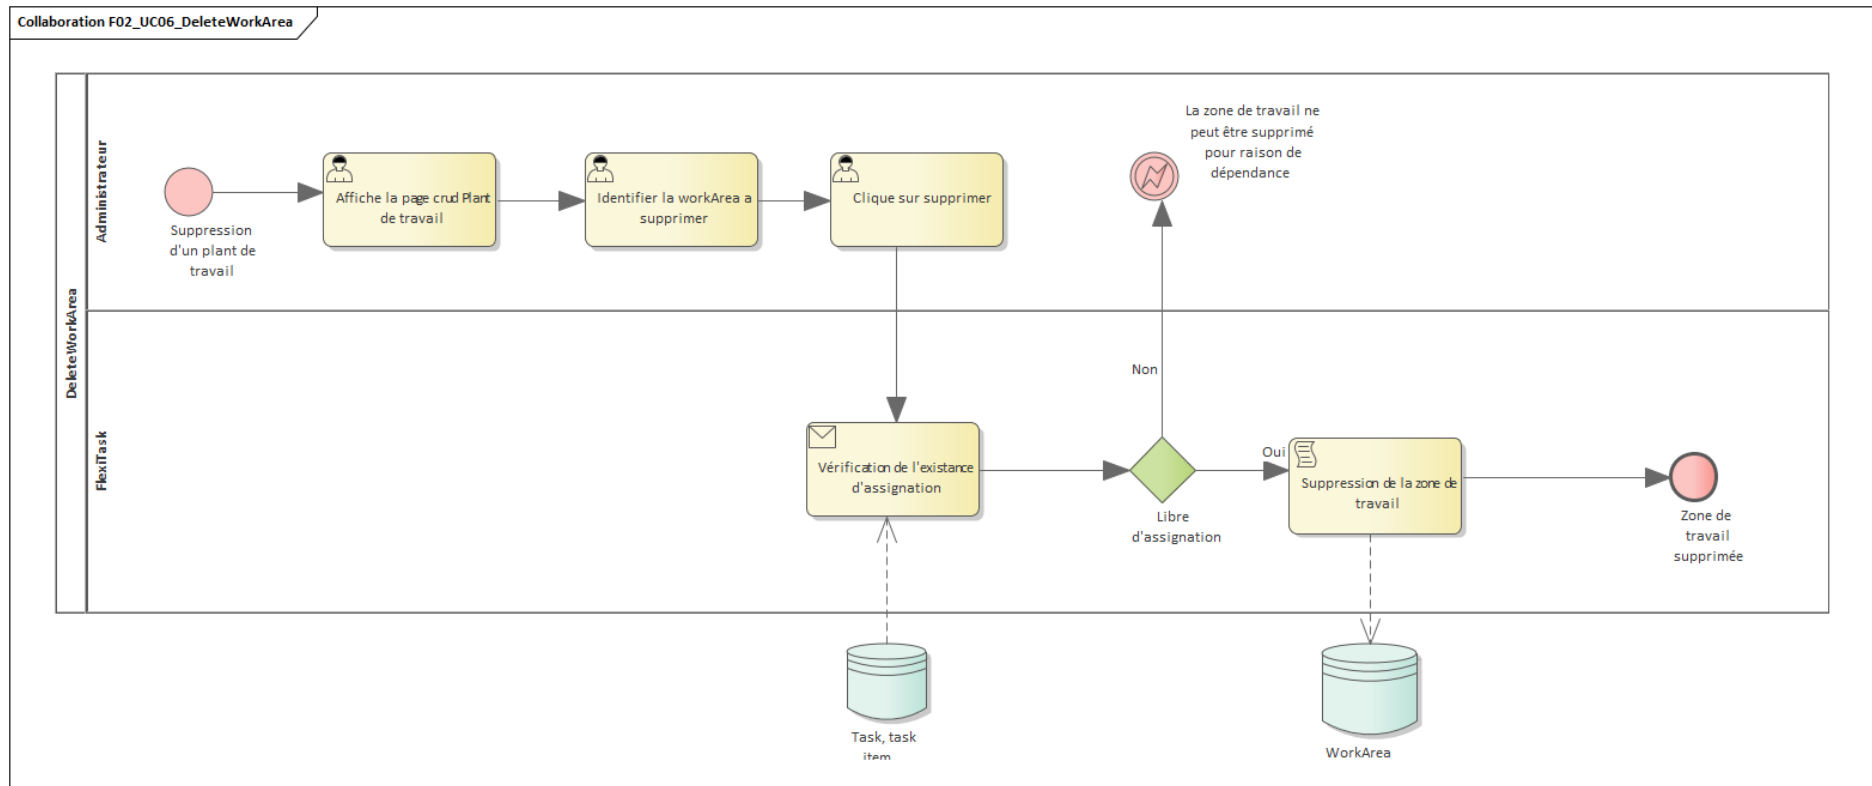 Collaboration F02_UC06_DeleteWorkArea
DeleteWorkArea
Administrateur
Suppression
d'un plant de
travail
Affiche la page crud Plant
de travail
Identifier la workArea a
supprimer
Clique sur supprimer
La zone de travail ne
peut être supprimé
pour raison de
dépendance
FlexiTask
Non
Vérification de l'existance
d'assignation
Libre
d'assignation
Oui
Suppression de la zone de
travail
Zone de
travail
supprimée
Task, task
item
WorkArea